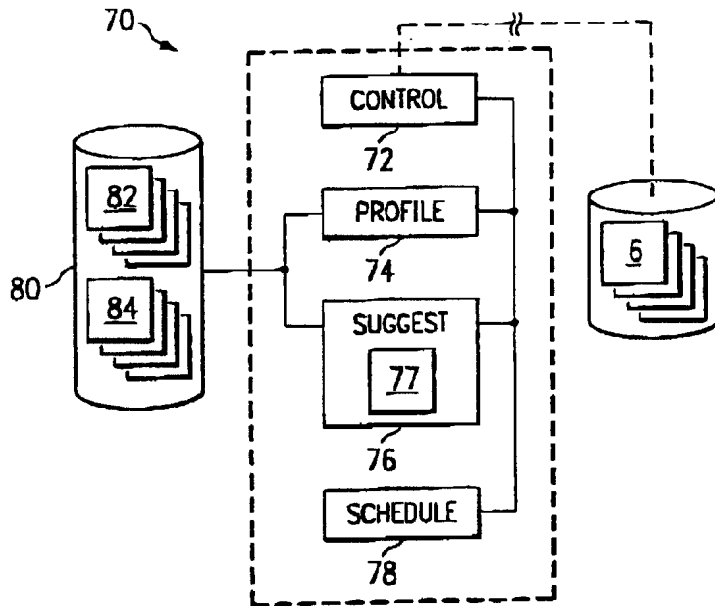 70
CONTROL
72
82
PROFILE
6
74
80
84
SUGGEST
77
76
SCHEDULE
78